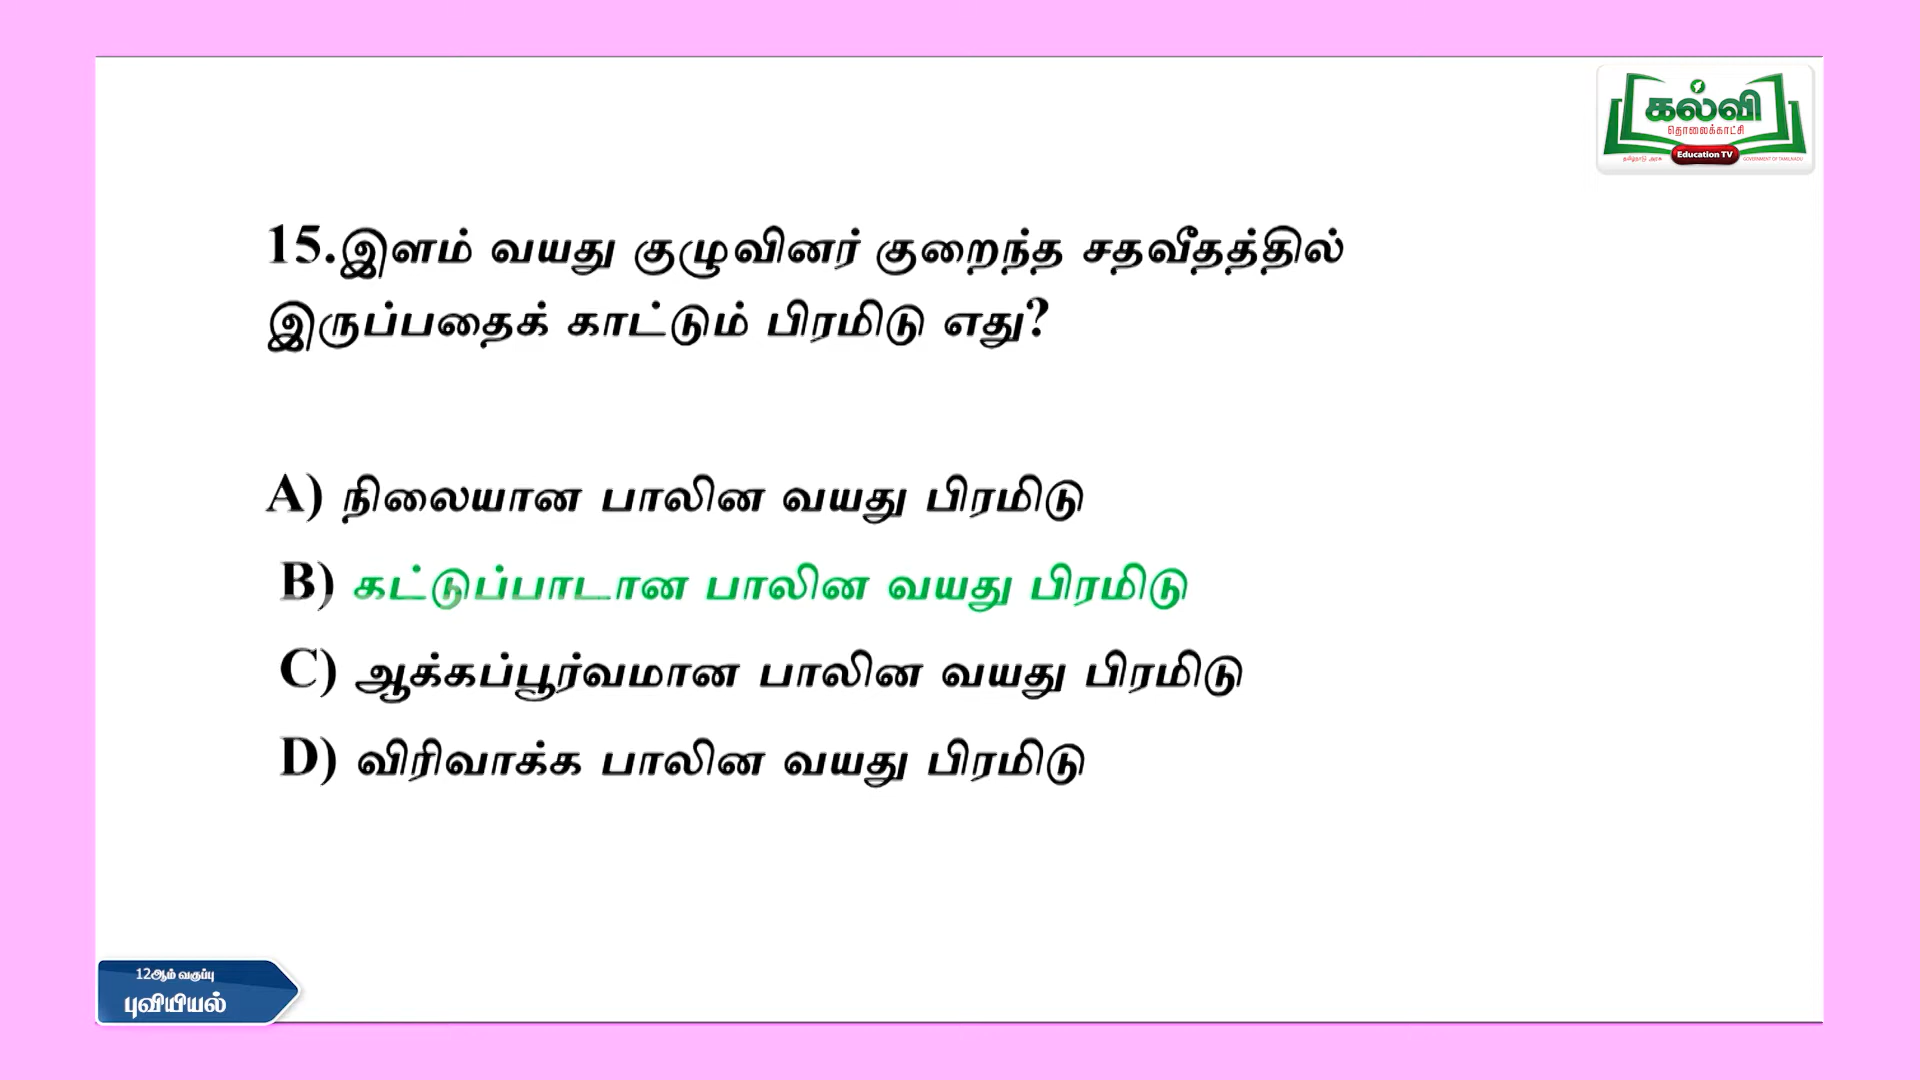 கல்வி
தொலைக்காட்சி
Education TV
தமிழ்நாடு அரசு
GOVERNMENT OF TAMILNADU
15.இளம் வயது குழுவினர் குறைந்த சதவீதத்தில்
இருப்பதைக் காட்டும் பிரமிடு எது?
A) நிலையான பாலின வயது பிரமிடு
B) கட்டுப்பாடான பாலின வயது பிரமிடு
C) ஆக்கப்பூர்வமான பாலின வயது பிரமிடு
D) விரிவாக்க பாலின வயது பிரமிடு
12ஆம் வகுப்பு
புவியியல்